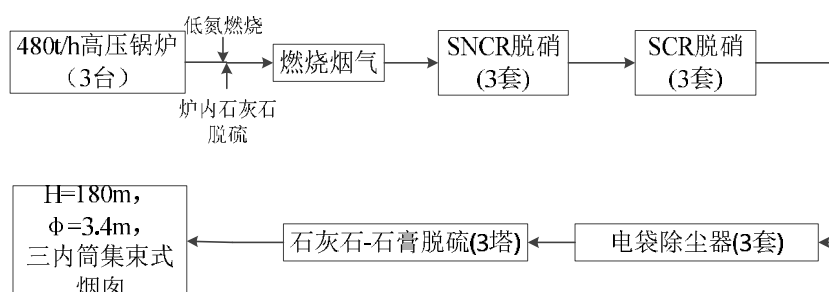 低氮燃烧
480t/h高压锅炉
（3台）
燃烧烟气
SNCR脱硝
(3套)
SCR脱硝
(3套)
炉内石灰石
脱硫
H=180m，
φ=3.4m，
三内筒集束式
烟囱
石灰石-石膏脱硫(3塔)
电袋除尘器(3套)